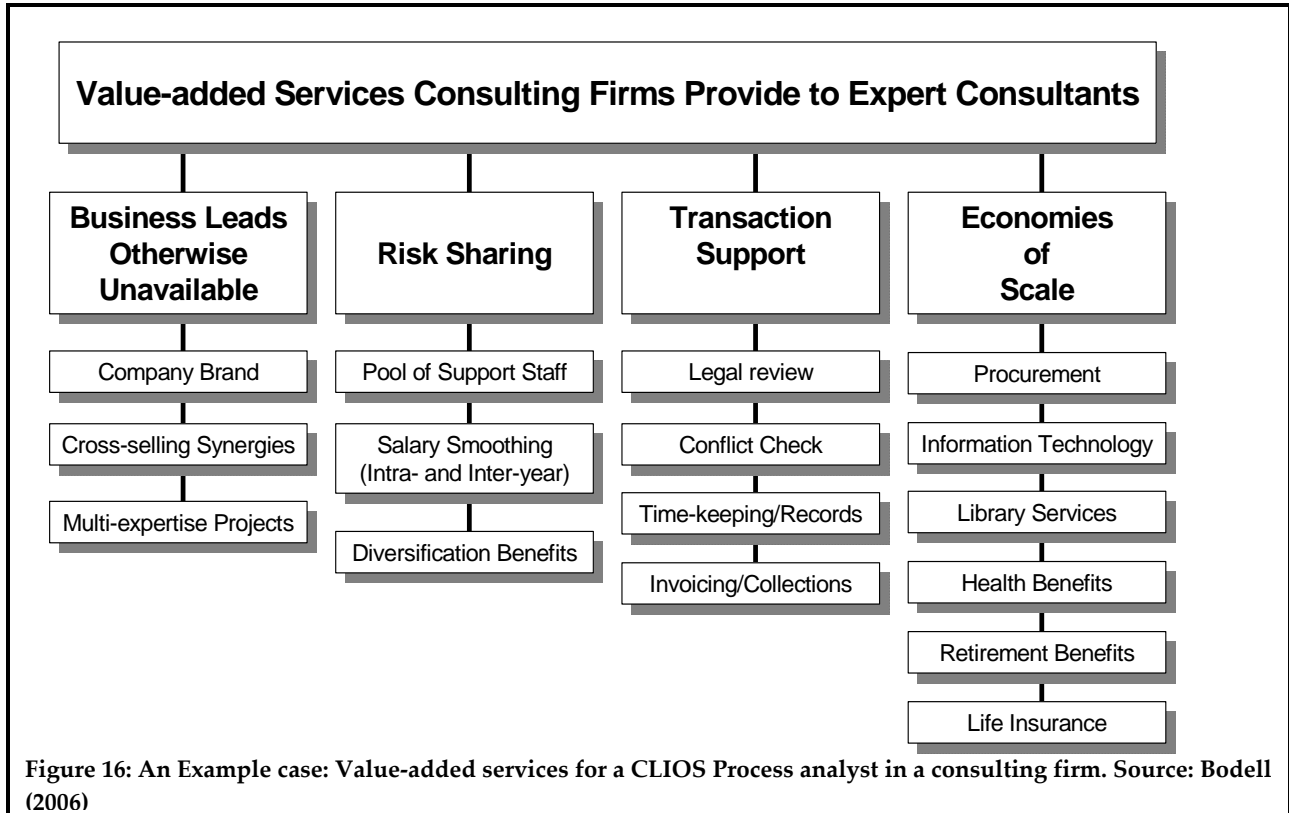 Value-added Services Consulting Firms Provide to Expert Consultants
Business Leads
Otherwise
Unavailable
Company Brand
Cross-selling Synergies
Multi-expertise Projects
Risk Sharing
Pool of Support Staff
Salary Smoothing
(Intra- and Inter-year)
Diversification Benefits
Transaction
Support
Legal review
Conflict Check
Time-keeping/Records
Invoicing/Collections
Economies
of
Scale
Procurement
Information Technology
Library Services
Health Benefits
Retirement Benefits
Life Insurance
Figure 16: An Example case: Value-added services for a CLIOS Process analyst in a consulting firm. Source: Bodell
(2006)